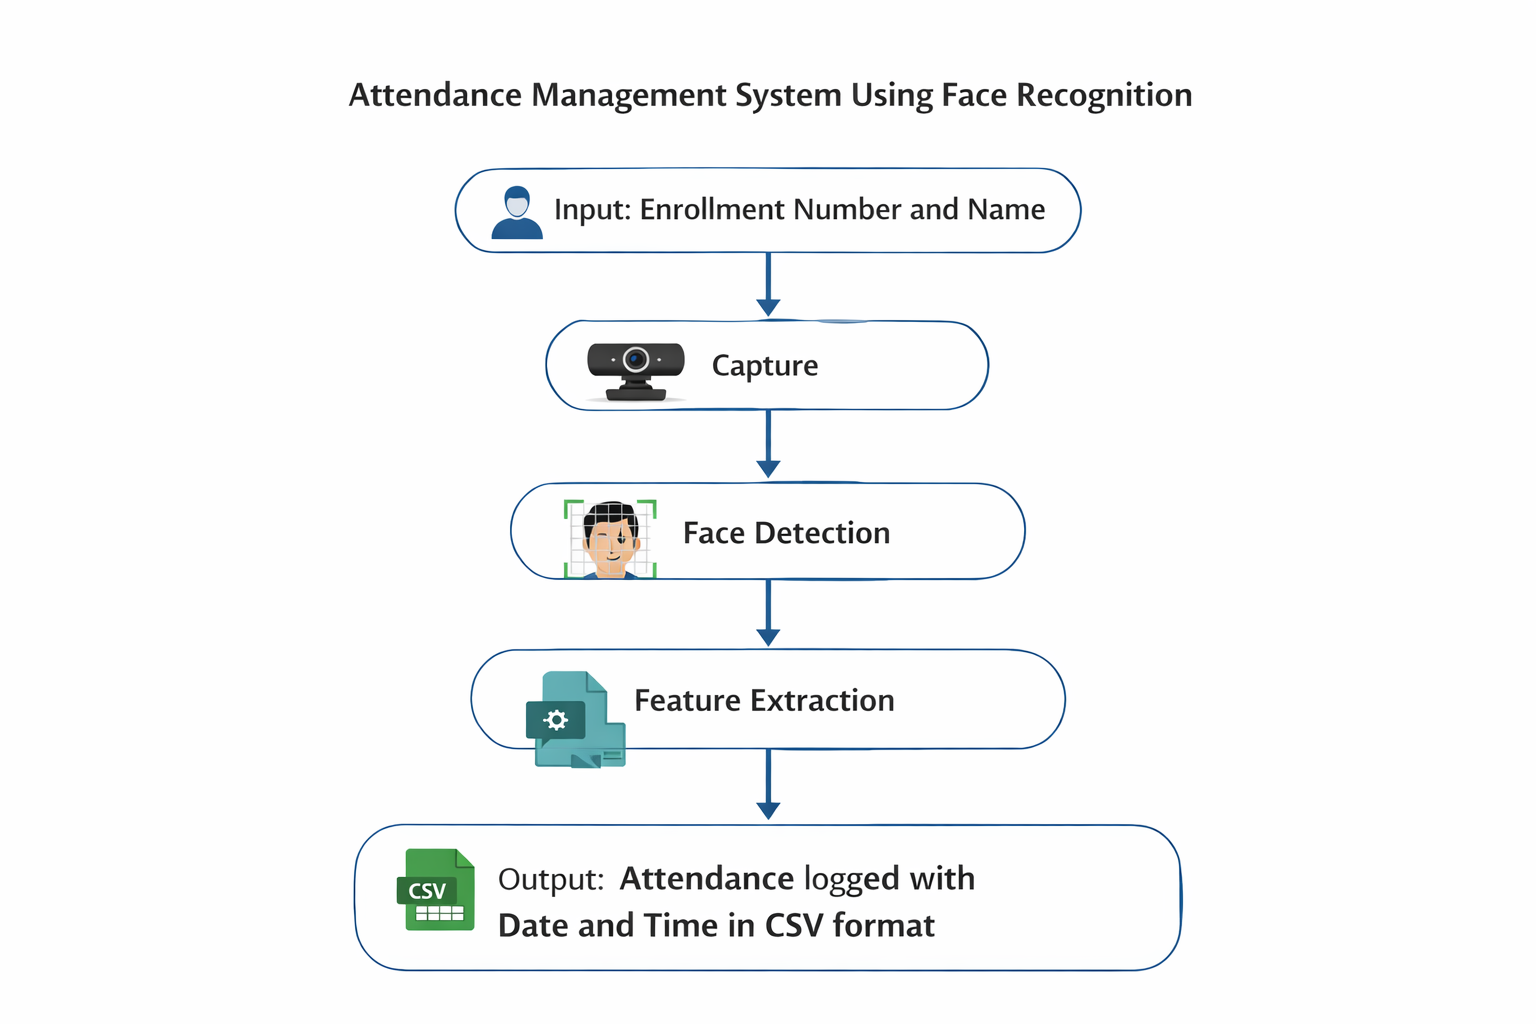 Attendance Management System Using Face Recognition
Input: Enrollment Number and Name
Capture
Face Detection
Feature Extraction
CSV
Output: Attendance logged with
Date and Time in CSV format